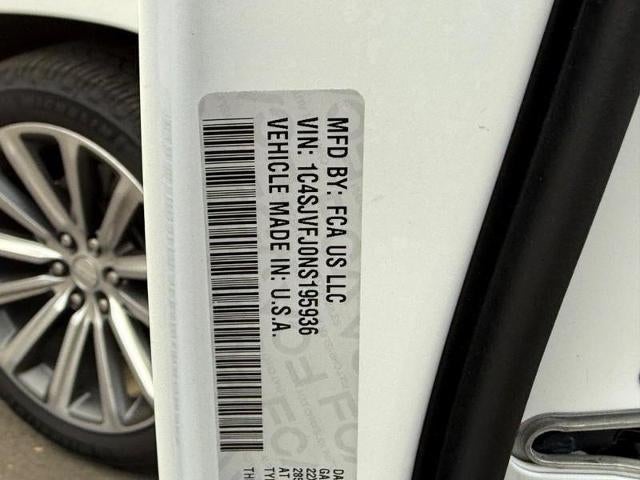 MFD BY: FCA US LLC
VIN: 1C4SJVFJ0NS195936
VEHICLE MADE IN: U.S.A.